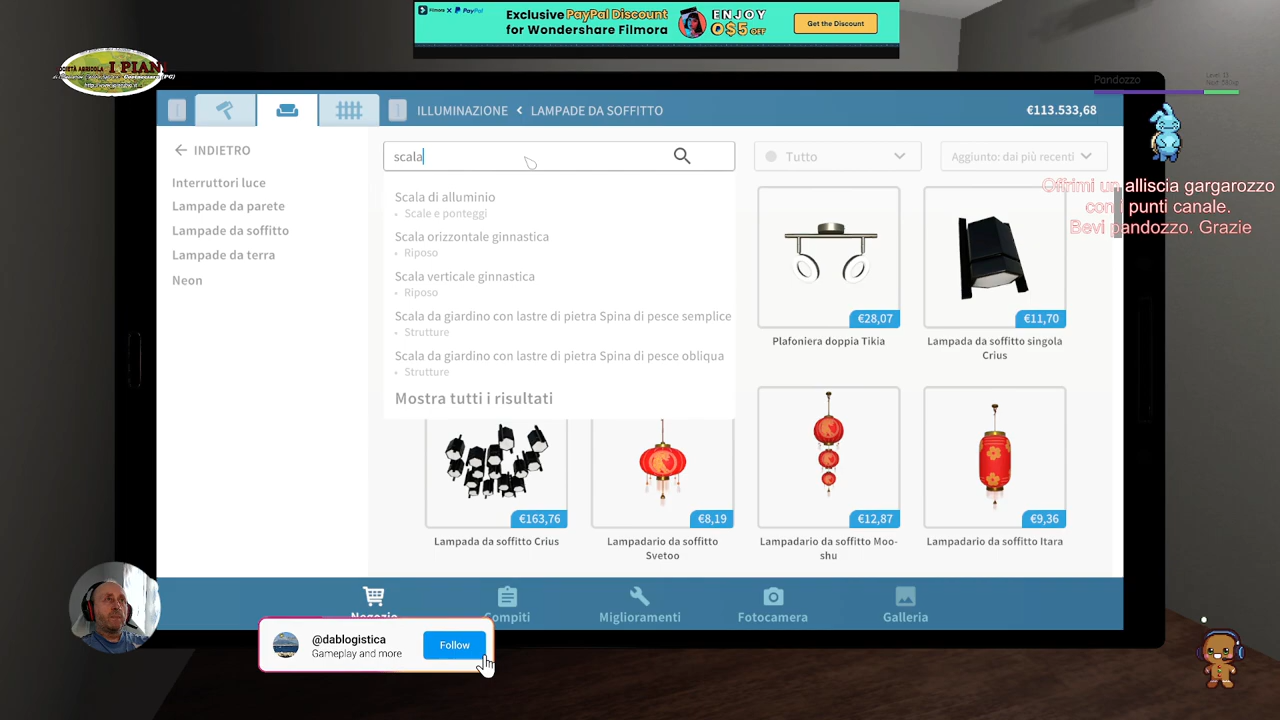 Filmora
PayPal
Exclusive PayPal Discount
for Wondershare Filmora
ENJOY
$5 OFF
Get the Discount
SOCIETÀ AGRICOLA I PIANI
Pandozzo
ILLUMINAZIONE < LAMPADE DA SOFFITTO
€113.533,68
INDIETRO
scala
Tutto
Aggiunto: dai più recenti
Interruttori luce
Lampade da parete
Lampade da soffitto
Lampade da terra
Neon
Scala di alluminio
• Scale e ponteggi
Scala orizzontale ginnastica
• Riposo
Scala verticale ginnastica
• Riposo
Scala da giardino con lastre di pietra Spina di pesce semplice
• Strutture
Scala da giardino con lastre di pietra Spina di pesce obliqua
• Strutture
Mostra tutti i risultati
Offrimi un alliscia gargarozzo
con i punti canale.
Bevi pandozzo. Grazie
€28,07
€11,70
Plafoniera doppia Tikia
Lampada da soffitto singola
Crius
€163,76
€8,19
€12,87
€9,36
Lampada da soffitto Crius
Lampadario da soffitto
Svetoo
Lampadario da soffitto Moo-
shu
Lampadario da soffitto Itara
Negozio
Compiti
Miglioramenti
Fotocamera
Galleria
@dablogistica
Gameplay and more
Follow